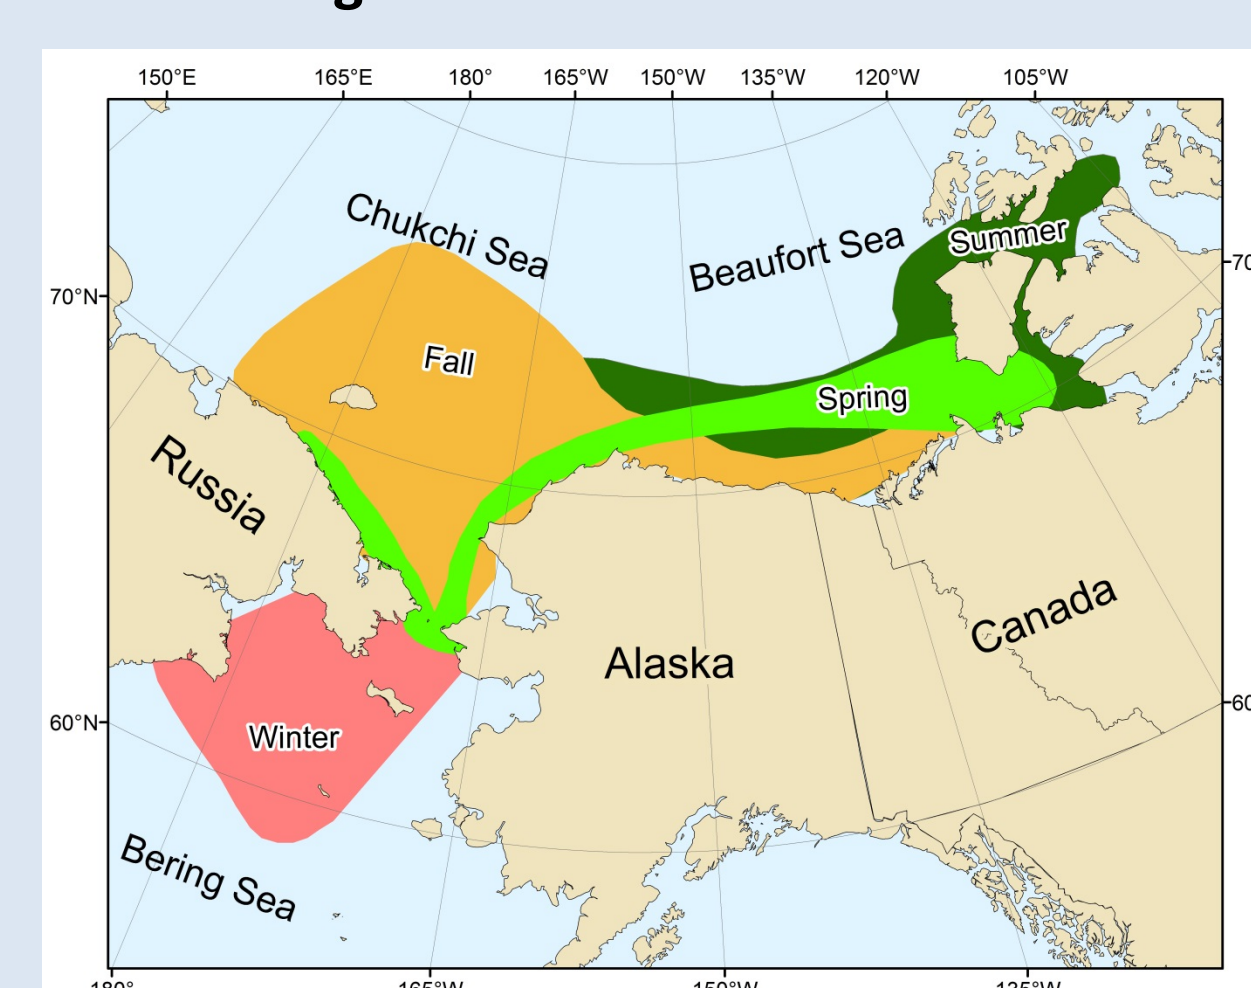 150°E 165°E 180° 165°W 150°W 135°W 120°W 105°W
Chukchi Sea
Beaufort Sea
Summer
70°N
Fall
Spring
Russia
Canada
Alaska
60°N
Winter
Bering Sea